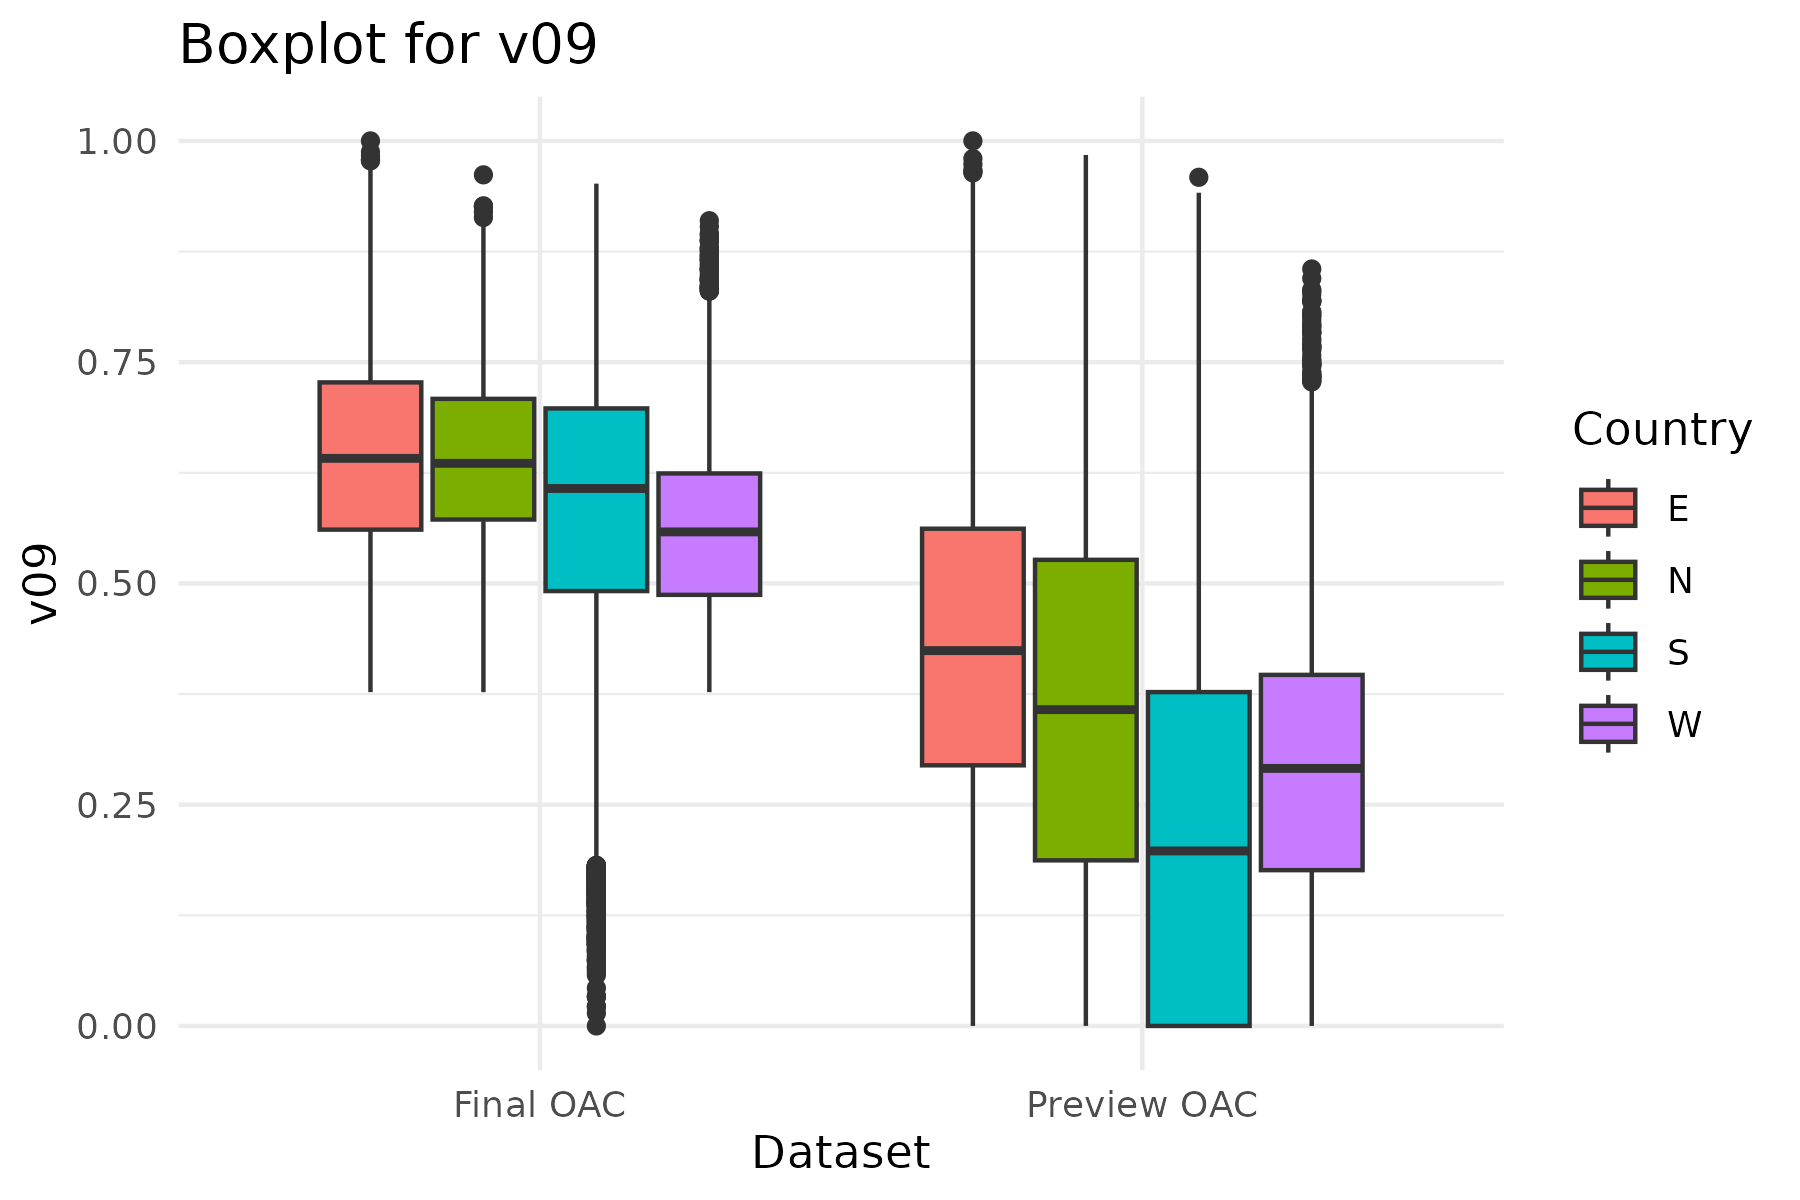 Boxplot for v09
1.00
0.75
0.50
0.25
0.00
v09
Final OAC
Preview OAC
Dataset
Country
E
N
S
W